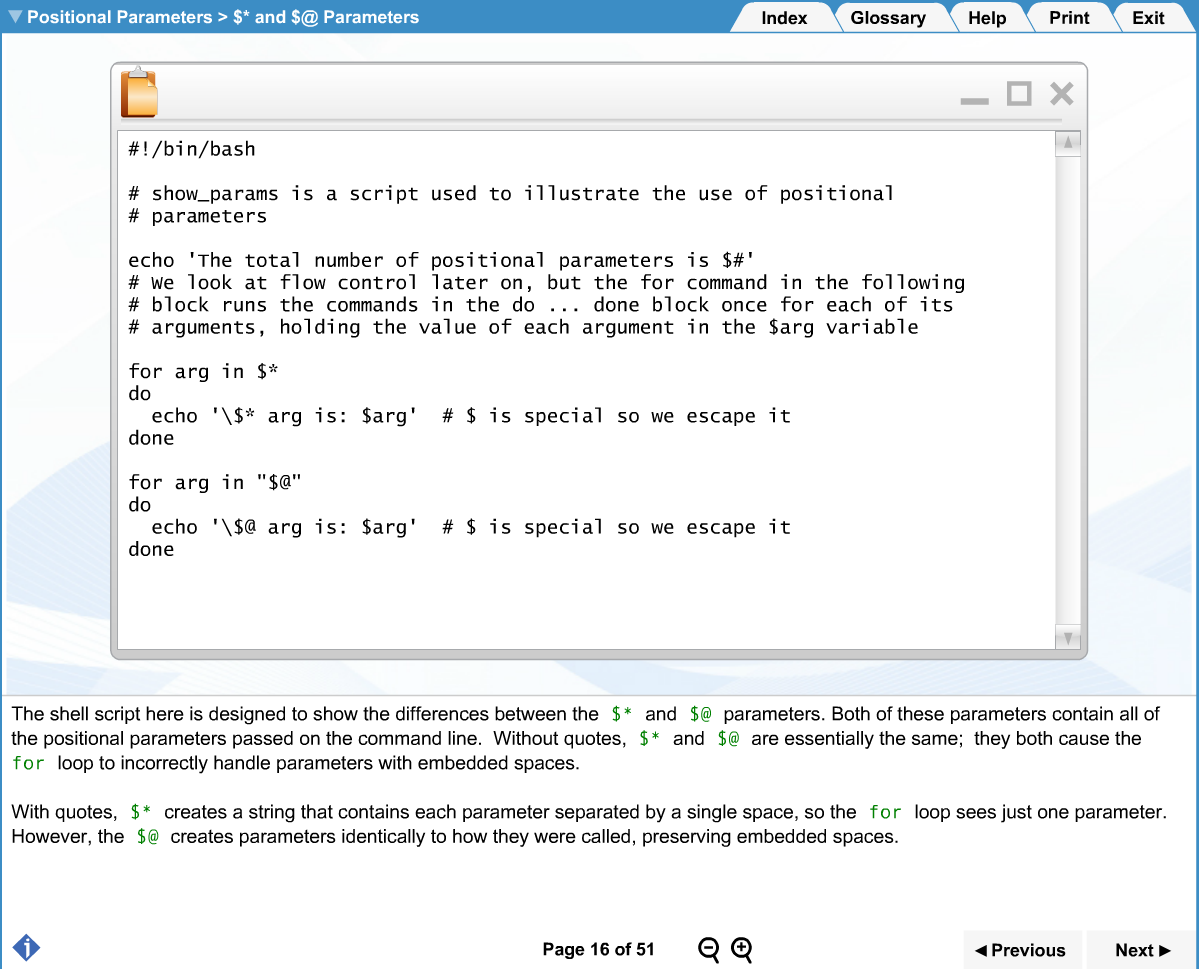 Positional Parameters > $* and $@ Parameters
Index Glossary Help Print Exit
#!/bin/bash
# show_params is a script used to illustrate the use of positional
# parameters
echo 'The total number of positional parameters is $#'
# We look at flow control later on, but the for command in the following
# block runs the commands in the do ... done block once for each of its
# arguments, holding the value of each argument in the $arg variable
for arg in $*
do
echo '\$* arg is: $arg' # $ is special so we escape it
done
for arg in "$@"
do
echo '\$@ arg is: $arg' # $ is special so we escape it
done
The shell script here is designed to show the differences between the $* and $@ parameters. Both of these parameters contain all of
the positional parameters passed on the command line. Without quotes, $* and $@ are essentially the same; they both cause the
for loop to incorrectly handle parameters with embedded spaces.
With quotes, $* creates a string that contains each parameter separated by a single space, so the for loop sees just one parameter.
However, the $@ creates parameters identically to how they were called, preserving embedded spaces.
Page 16 of 51
Previous
Next